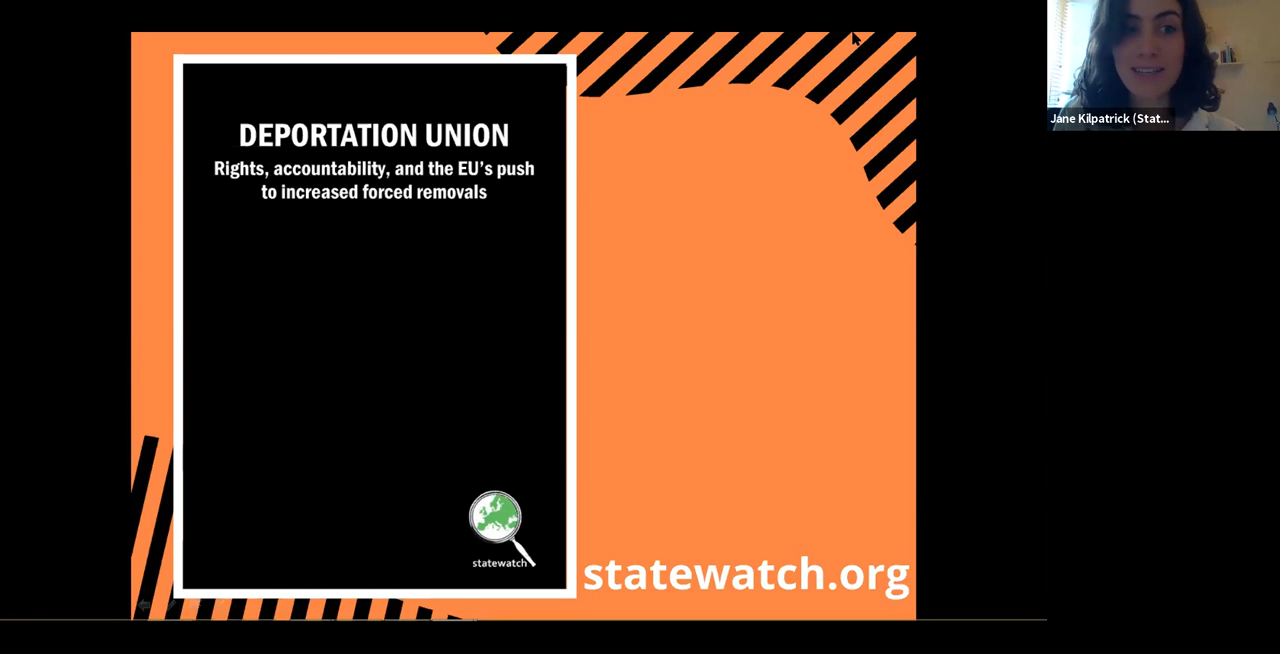 DEPORTATION UNION
Rights, accountability, and the EU's push
to increased forced removals
statewatch
statewatch.org
Jane Kilpatrick (Stat...